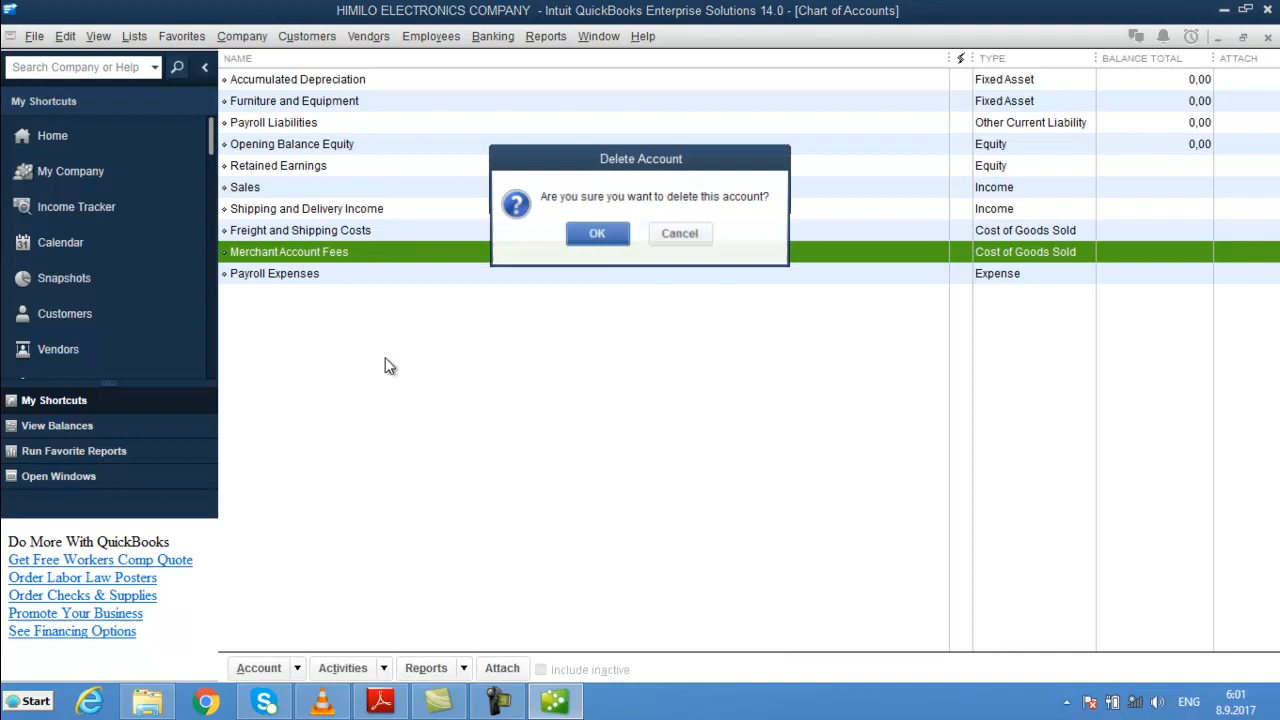 HIMILO ELECTRONICS COMPANY - Intuit QuickBooks Enterprise Solutions 14.0 - [Chart of Accounts]
File Edit View Lists Favorites Company Customers Vendors Employees Banking Reports Window Help
Search Company or Help
My Shortcuts
Home
My Company
Income Tracker
Calendar
Snapshots
Customers
Vendors
My Shortcuts
View Balances
Run Favorite Reports
Open Windows
Do More With QuickBooks
Get Free Workers Comp Quote
Order Labor Law Posters
Order Checks & Supplies
Promote Your Business
See Financing Options
NAME TYPE BALANCE TOTAL ATTACH
Accumulated Depreciation Fixed Asset 0,00
Furniture and Equipment Fixed Asset 0,00
Payroll Liabilities Other Current Liability 0,00
Opening Balance Equity Equity 0,00
Retained Earnings Equity
Sales Income
Shipping and Delivery Income Income
Freight and Shipping Costs Cost of Goods Sold
Merchant Account Fees Cost of Goods Sold
Payroll Expenses Expense
Delete Account
Are you sure you want to delete this account?
OK Cancel
Account Activities Reports Attach Include inactive
Start ENG 6:01
8.9.2017